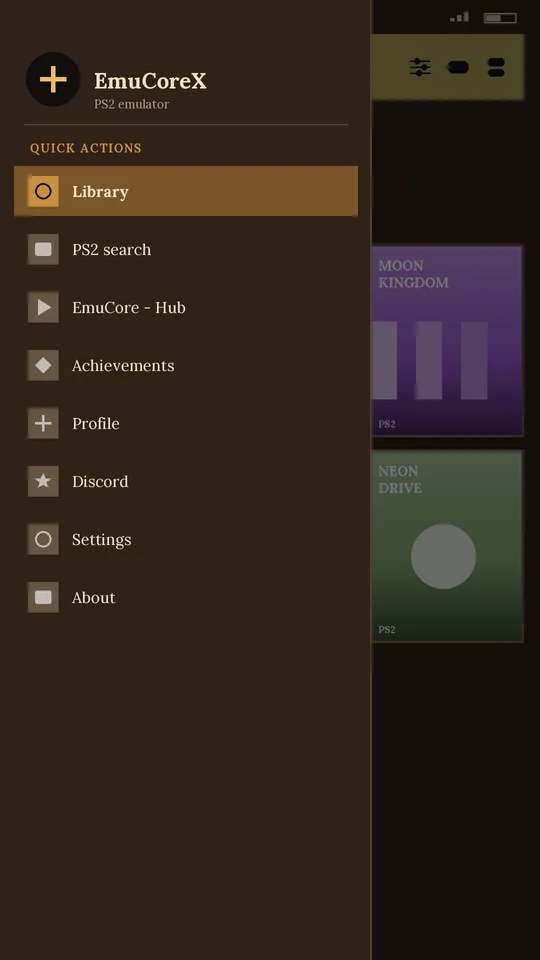 EmuCoreX
PS2 emulator
QUICK ACTIONS
Library
PS2 search
EmuCore - Hub
Achievements
Profile
Discord
Settings
About
MOON
KINGDOM
PS2
NEON
DRIVE
PS2